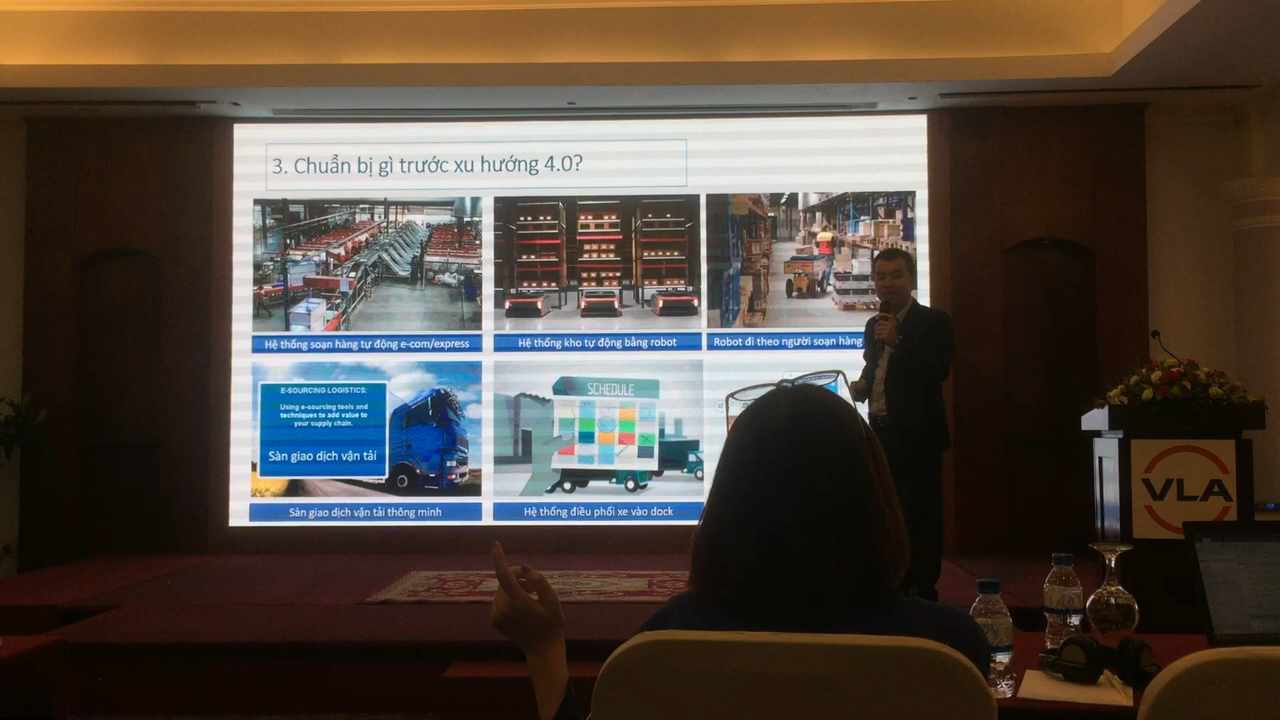 3. Chuẩn bị gì trước xu hướng 4.0?
Hệ thống soạn hàng tự động e-com/express
Hệ thống kho tự động bằng robot
Robot đi theo người soạn hàng
E-SOURCING LOGISTICS:
Using e-sourcing tools and
techniques to add value to
your supply chain.
Sàn giao dịch vận tải
SCHEDULE
Sàn giao dịch vận tải thông minh
Hệ thống điều phối xe vào dock
VLA